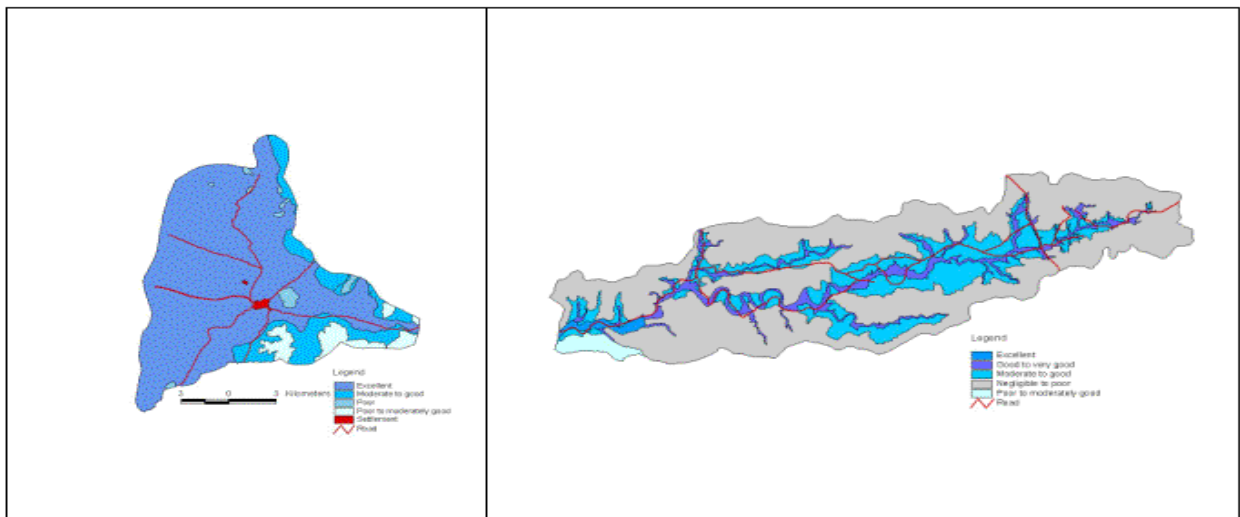 Legend
Excellent
Moderate to good
Poor
Poor to moderately good
Settlement
Road
3 0 3 Kilometers
Legend
Excellent
Good to very good
Moderate to good
Negligible to poor
Poor to moderately good
Road